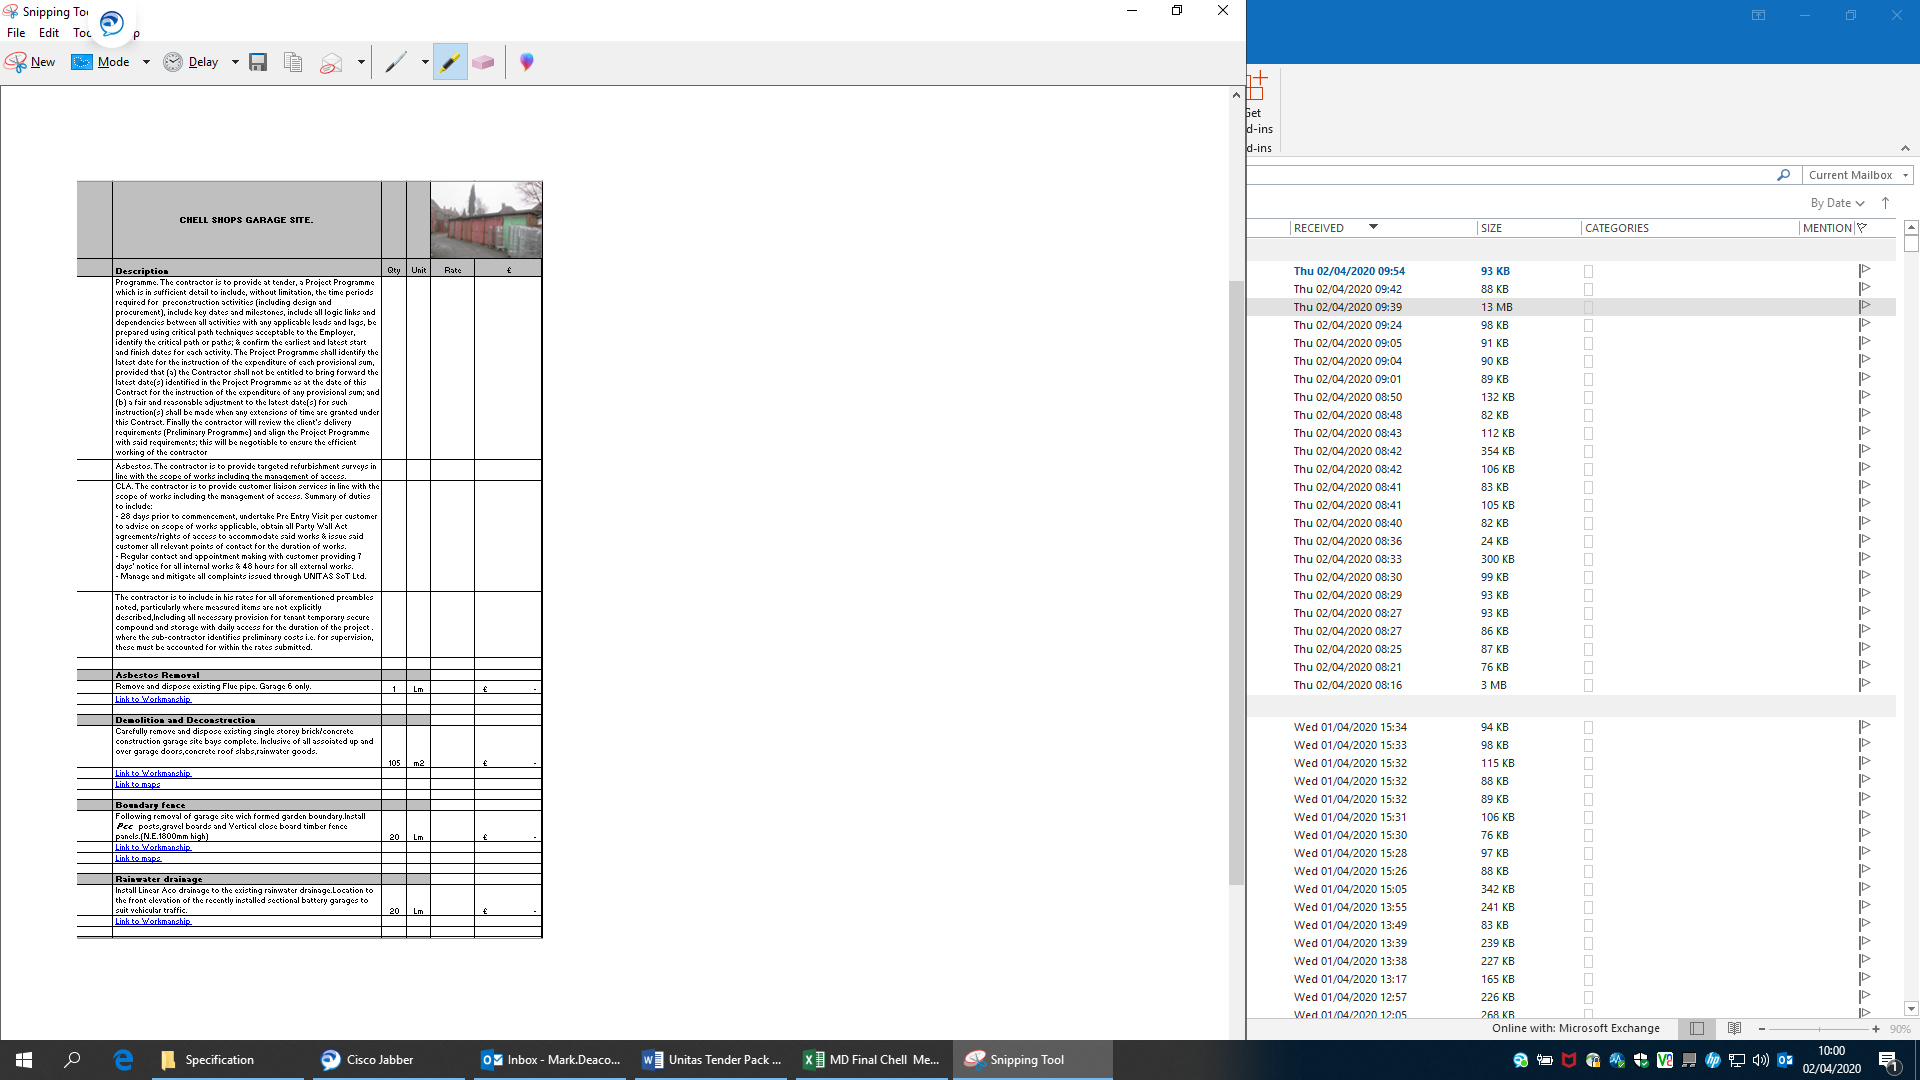 Snipping Too
File Edit Too p
New Mode Delay
CHELL SHOPS GARAGE SITE.
Description Qty Unit Rate £
Programme. The contractor is to provide at tender, a Project Programme
which is in sufficient detail to include, without limitation, the time periods
required for preconstruction activities (including design and
procurement), include key dates and milestones, include all logic links and
dependencies between all activities with any applicable leads and lags, be
prepared using critical path techniques acceptable to the Employer,
identify the critical path or paths; & confirm the earliest and latest start
and finish dates for each activity. The Project Programme shall identify the
latest date for the instruction of the expenditure of each provisional sum,
provided that (a) the Contractor shall not be entitled to bring forward the
latest date(s) identified in the Project Programme as at the date of this
Contract for the instruction of the expenditure of any provisional sum; and
(b) a fair and reasonable adjustment to the latest date(s) for such
instruction(s) shall be made when any extensions of time are granted under
this Contract. Finally the contractor will review the client's delivery
requirements (Preliminary Programme) and align the Project Programme
with said requirements; this will be negotiable to ensure the efficient
working of the contractor
Asbestos. The contractor is to provide targeted refurbishment surveys in
line with the scope of works including the management of access.
CLA. The contractor is to provide customer liaison services in line with the
scope of works including the management of access. Summary of duties
to include:
- 28 days prior to commencement, undertake Pre Entry Visit per customer
to advise on scope of works applicable, obtain all Party Wall Act
agreements/rights of access to accommodate said works & issue said
customer all relevant points of contact for the duration of works.
- Regular contact and appointment making with customer providing 7
days' notice for all internal works & 48 hours for all external works.
- Manage and mitigate all complaints issued through UNITAS SoT Ltd.
The contractor is to include in his rates for all aforementioned preambles
noted, particularly where measured items are not explicitly
described,Including all necessary provision for tenant temporary secure
compound and storage with daily access for the duration of the project .
where the sub-contractor identifies preliminary costs i.e. for supervision,
these must be accounted for within the rates submitted.
Asbestos Removal
Remove and dispose existing Flue pipe. Garage 6 only. 1 Lm £ -
Link to Workmanship
Demolition and Deconstruction
Carefully remove and dispose existing single storey brick/concrete
construction garage site bays complete. Inclusive of all assoiated up and
over garage doors,concrete roof slabs,rainwater goods.
105 m2 £ -
Link to Workmanship
Link to maps
Boundary fence
Following removal of garage site wich formed garden boundary.Install
Pcc posts,gravel boards and Vertical close board timber fence
panels.(N.E.1800mm high) 20 Lm £ -
Link to Workmanship
Link to maps
Rainwater drainage
Install Linear Aco drainage to the existing rainwater drainage.Location to
the front elevation of the recently installed sectional battery garages to
suit vehicular traffic. 20 Lm £ -
Link to Workmanship
Get
d-ins
d-ins
Current Mailbox
By Date
RECEIVED SIZE CATEGORIES MENTION
Thu 02/04/2020 09:54 93 KB
Thu 02/04/2020 09:42 88 KB
Thu 02/04/2020 09:39 13 MB
Thu 02/04/2020 09:24 98 KB
Thu 02/04/2020 09:05 91 KB
Thu 02/04/2020 09:04 90 KB
Thu 02/04/2020 09:01 89 KB
Thu 02/04/2020 08:50 132 KB
Thu 02/04/2020 08:48 82 KB
Thu 02/04/2020 08:43 112 KB
Thu 02/04/2020 08:42 354 KB
Thu 02/04/2020 08:42 106 KB
Thu 02/04/2020 08:41 83 KB
Thu 02/04/2020 08:41 105 KB
Thu 02/04/2020 08:40 82 KB
Thu 02/04/2020 08:36 24 KB
Thu 02/04/2020 08:33 300 KB
Thu 02/04/2020 08:30 99 KB
Thu 02/04/2020 08:29 93 KB
Thu 02/04/2020 08:27 93 KB
Thu 02/04/2020 08:27 86 KB
Thu 02/04/2020 08:25 87 KB
Thu 02/04/2020 08:21 76 KB
Thu 02/04/2020 08:16 3 MB
Wed 01/04/2020 15:34 94 KB
Wed 01/04/2020 15:33 98 KB
Wed 01/04/2020 15:32 115 KB
Wed 01/04/2020 15:32 88 KB
Wed 01/04/2020 15:32 89 KB
Wed 01/04/2020 15:31 106 KB
Wed 01/04/2020 15:30 76 KB
Wed 01/04/2020 15:28 97 KB
Wed 01/04/2020 15:26 88 KB
Wed 01/04/2020 15:05 342 KB
Wed 01/04/2020 13:55 241 KB
Wed 01/04/2020 13:49 83 KB
Wed 01/04/2020 13:39 239 KB
Wed 01/04/2020 13:38 227 KB
Wed 01/04/2020 13:17 165 KB
Wed 01/04/2020 12:57 226 KB
Wed 01/04/2020 12:05 268 KB
Online with: Microsoft Exchange 90%
Specification Cisco Jabber Inbox - Mark.Deaco... Unitas Tender Pack ... MD Final Chell Me... Snipping Tool
10:00
02/04/2020
1